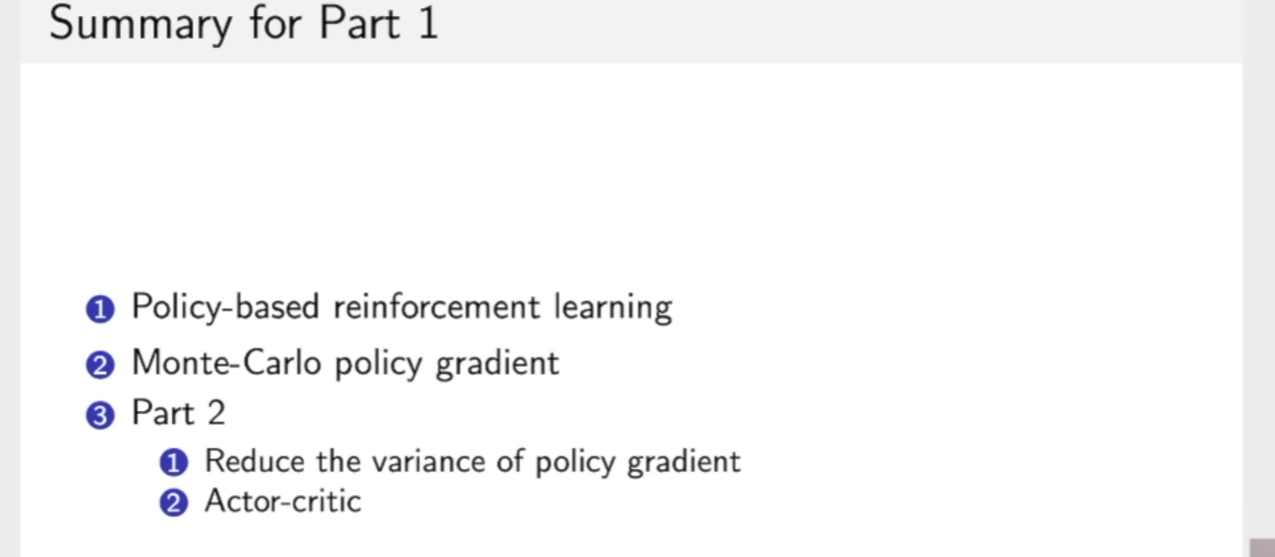 Summary for Part 1
1 Policy-based reinforcement learning
2 Monte-Carlo policy gradient
3 Part 2
1 Reduce the variance of policy gradient
2 Actor-critic